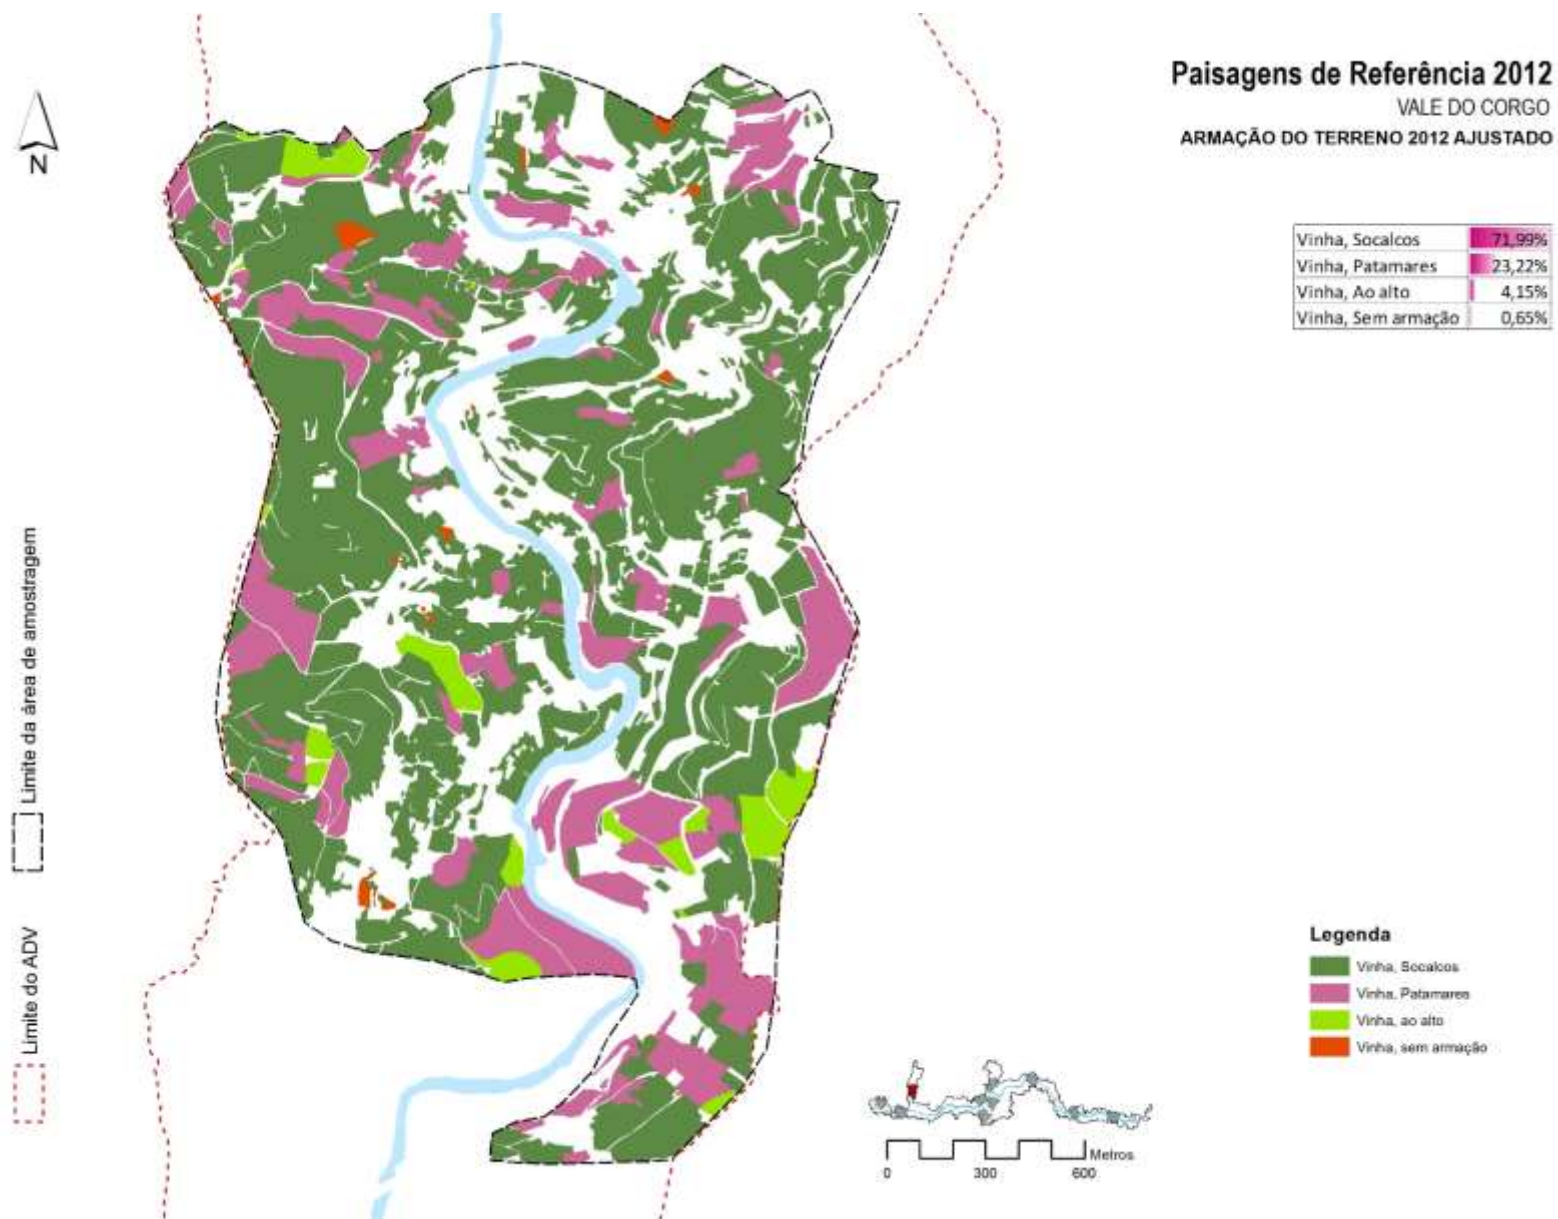 Paisagens de Referência 2012
VALE DO CORGO
ARMAÇÃO DO TERRENO 2012 AJUSTADO
N
Vinha, Socalcos 71,99%
Vinha, Patamares 23,22%
Vinha, Ao alto 4,15%
Vinha, Sem armação 0,65%
Limite da área de amostragem
Limite do ADV
Legenda
Vinha, Socalcos
Vinha, Patamares
Vinha, ao alto
Vinha, sem armação
Metros
0 300 600